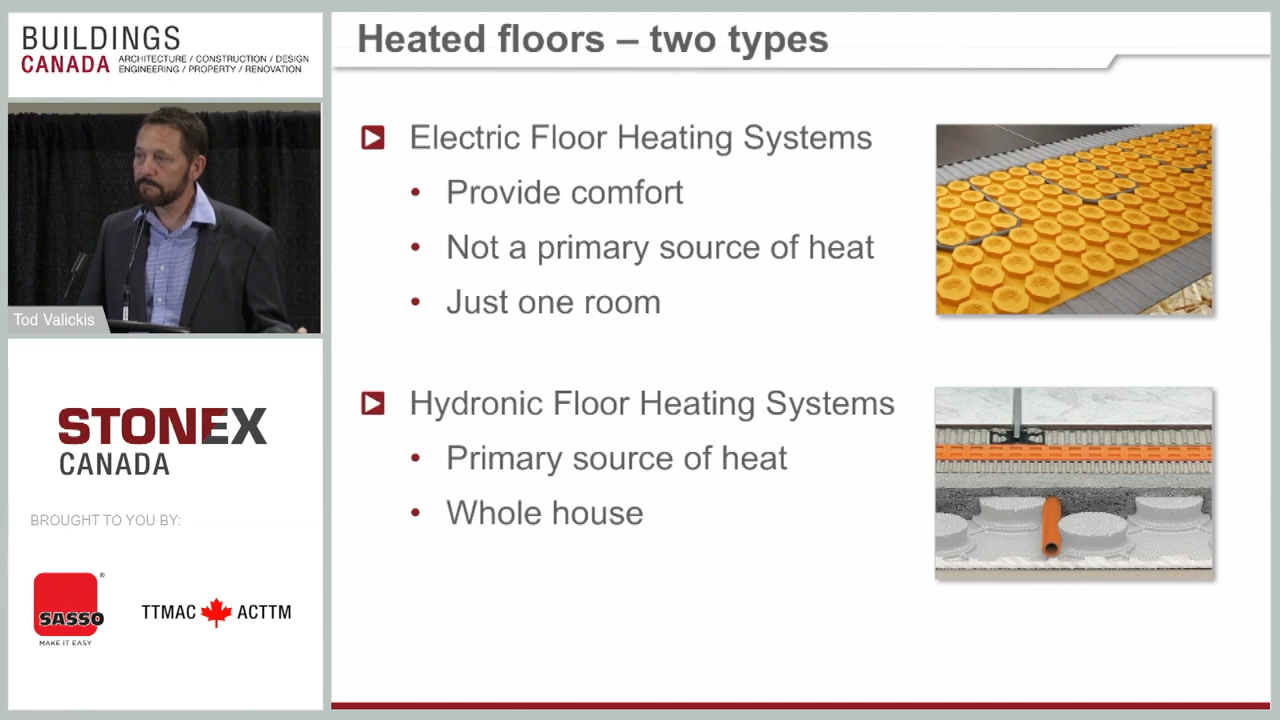 BUILDINGS
CANADA
ARCHITECTURE / CONSTRUCTION / DESIGN
ENGINEERING / PROPERTY / RENOVATION
Tod Valickis
STONEX
CANADA
BROUGHT TO YOU BY:
SASSO
®
MAKE IT EASY
TTMAC ACTTM
Heated floors – two types
Electric Floor Heating Systems
• Provide comfort
• Not a primary source of heat
• Just one room
Hydronic Floor Heating Systems
• Primary source of heat
• Whole house